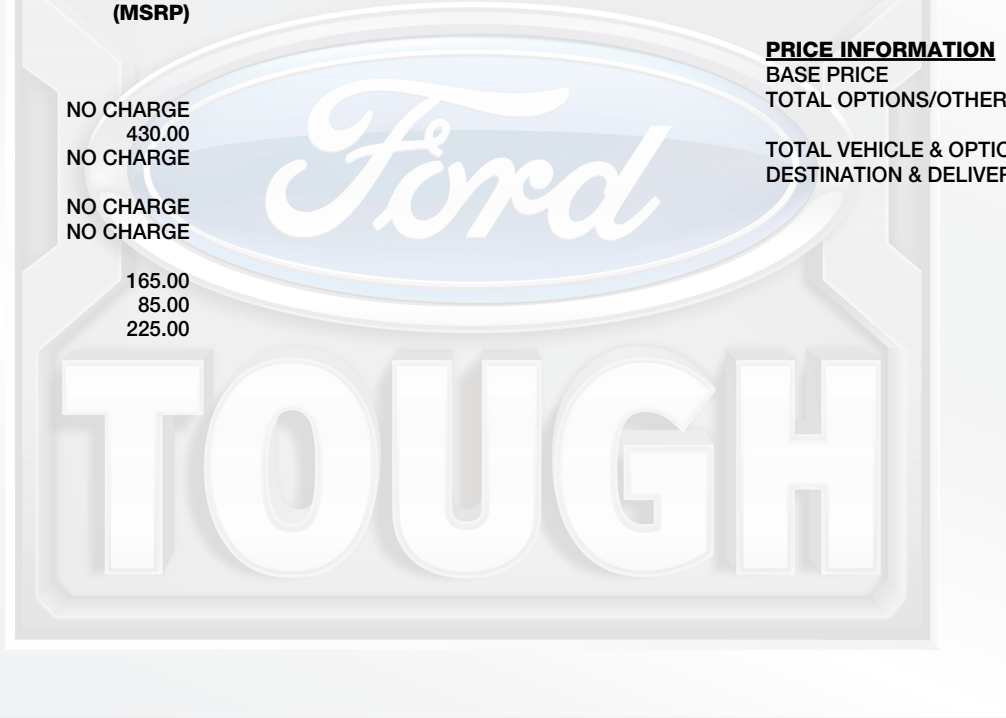 (MSRP)
NO CHARGE
430.00
NO CHARGE
NO CHARGE
NO CHARGE
165.00
85.00
225.00
PRICE INFORMATION
BASE PRICE
TOTAL OPTIONS/OTHER
TOTAL VEHICLE & OPTIO
DESTINATION & DELIVER
Ford
TOUGH